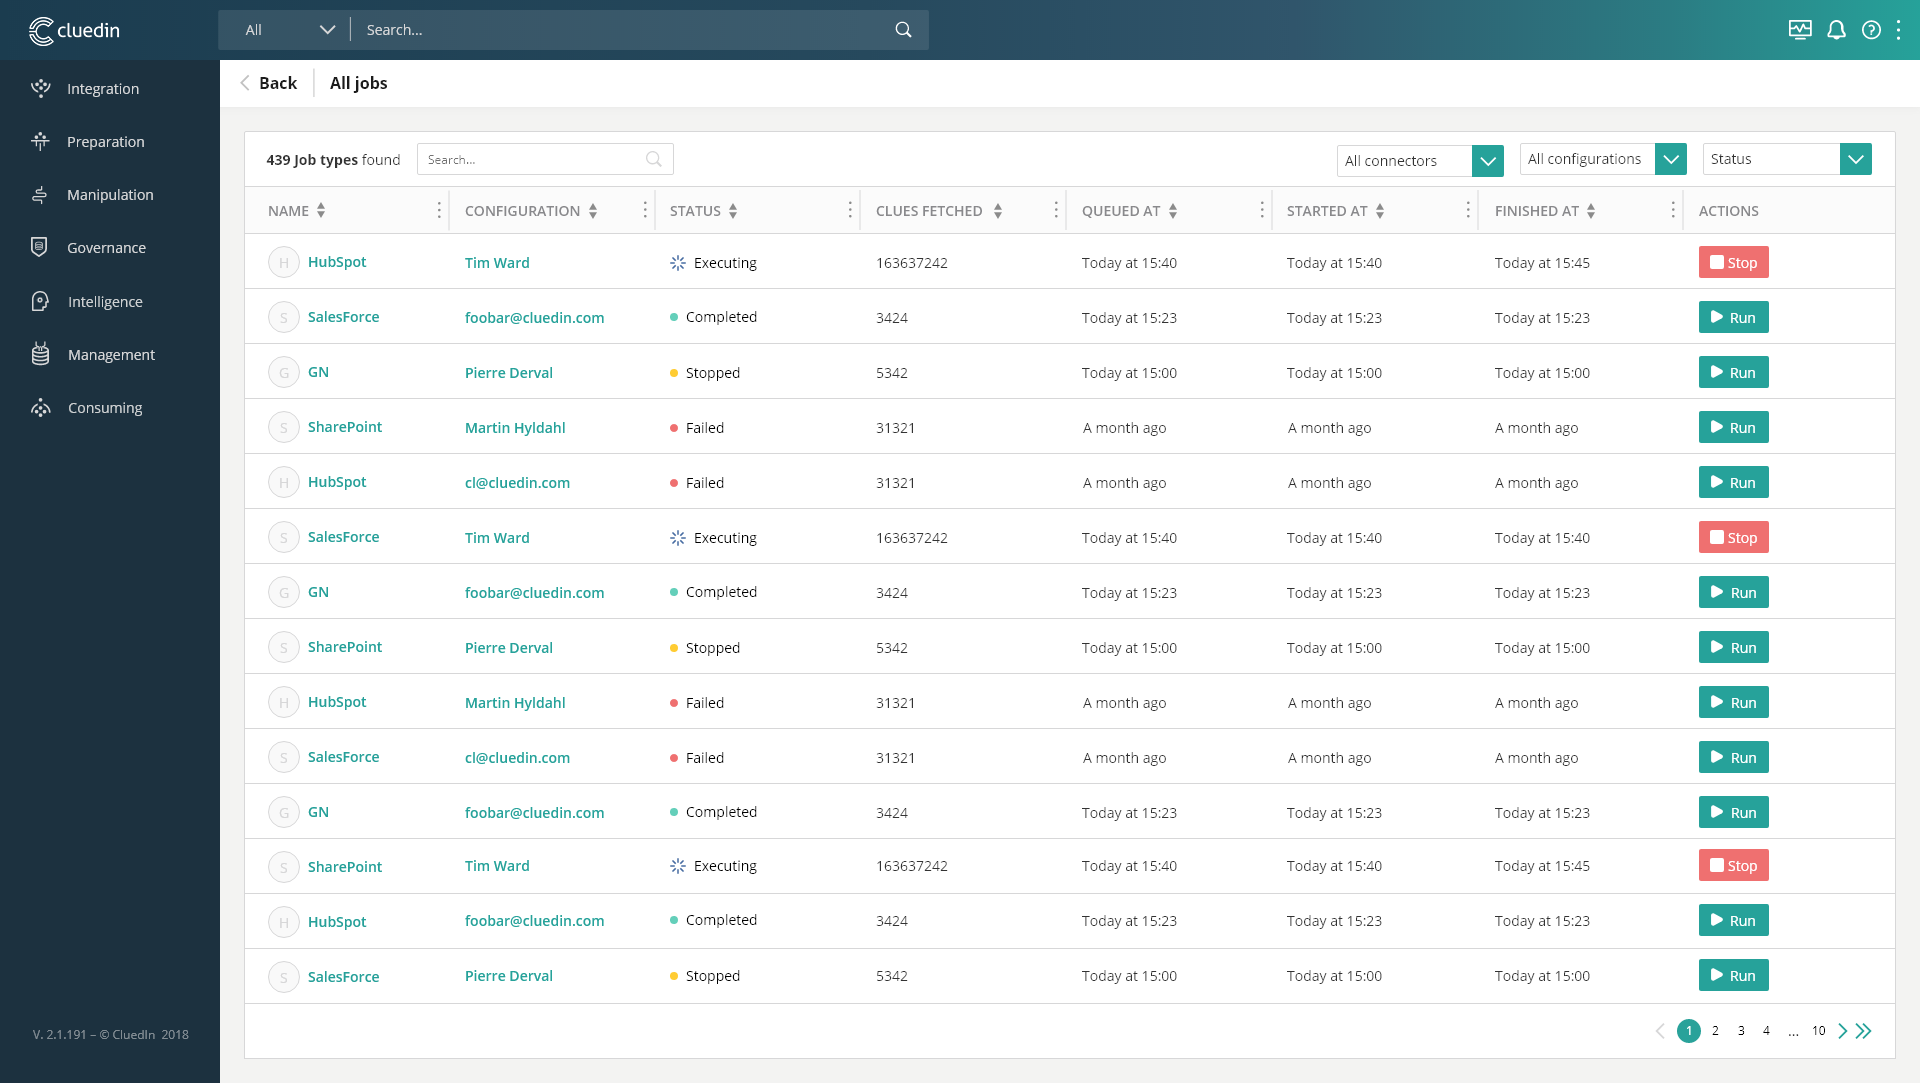 cluedin All Search...
Integration
Preparation
Manipulation
Governance
Intelligence
Management
Consuming
V. 2.1.191 – © CluedIn 2018
Back All jobs
439 Job types found Search... All connectors All configurations Status
NAME CONFIGURATION STATUS CLUES FETCHED QUEUED AT STARTED AT FINISHED AT ACTIONS
H HubSpot Tim Ward Executing 163637242 Today at 15:40 Today at 15:40 Today at 15:45 Stop
S SalesForce foobar@cluedin.com Completed 3424 Today at 15:23 Today at 15:23 Today at 15:23 Run
G GN Pierre Derval Stopped 5342 Today at 15:00 Today at 15:00 Today at 15:00 Run
S SharePoint Martin Hyldahl Failed 31321 A month ago A month ago A month ago Run
H HubSpot cl@cluedin.com Failed 31321 A month ago A month ago A month ago Run
S SalesForce Tim Ward Executing 163637242 Today at 15:40 Today at 15:40 Today at 15:40 Stop
G GN foobar@cluedin.com Completed 3424 Today at 15:23 Today at 15:23 Today at 15:23 Run
S SharePoint Pierre Derval Stopped 5342 Today at 15:00 Today at 15:00 Today at 15:00 Run
H HubSpot Martin Hyldahl Failed 31321 A month ago A month ago A month ago Run
S SalesForce cl@cluedin.com Failed 31321 A month ago A month ago A month ago Run
G GN foobar@cluedin.com Completed 3424 Today at 15:23 Today at 15:23 Today at 15:23 Run
S SharePoint Tim Ward Executing 163637242 Today at 15:40 Today at 15:40 Today at 15:45 Stop
H HubSpot foobar@cluedin.com Completed 3424 Today at 15:23 Today at 15:23 Today at 15:23 Run
S SalesForce Pierre Derval Stopped 5342 Today at 15:00 Today at 15:00 Today at 15:00 Run
1 2 3 4 ... 10